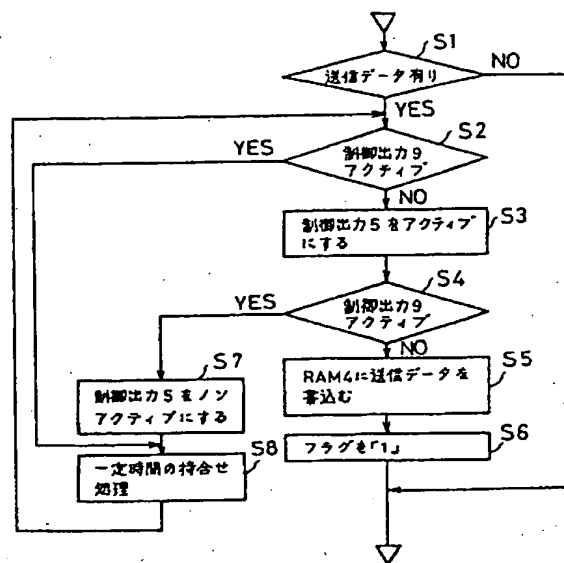 S1
送信データ有り
NO
YES
S2
YES
制御出力9
アクティブ
NO
S3
制御出力5をアクティブ
にする
S4
YES
制御出力9
アクティブ
NO
S5
RAM4に送信データを
書込む
S7
制御出力5をノン
アクティブにする
S6
フラグを「1」
S8
一定時間の待合せ
処理